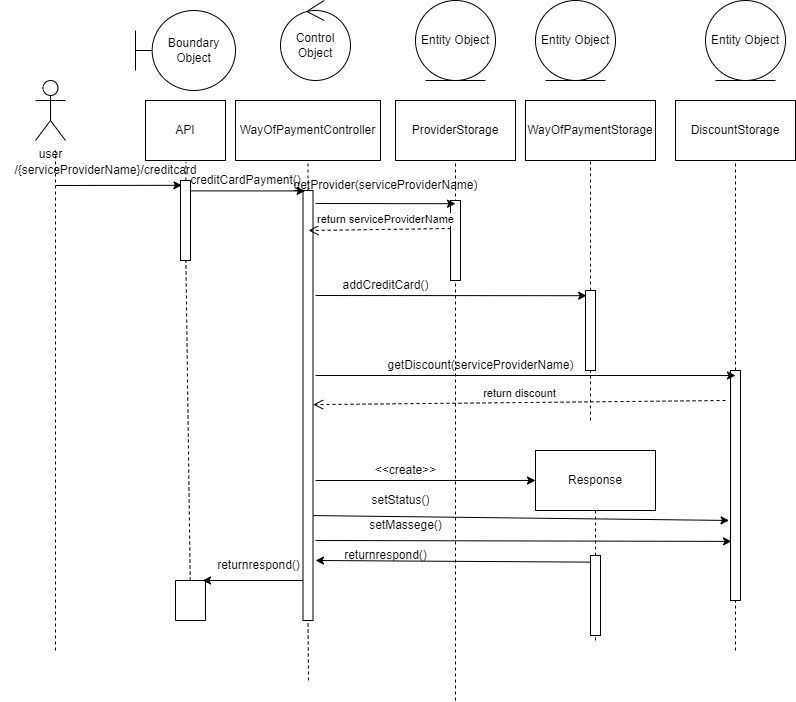 Boundary
Object
Control
Object
Entity Object
Entity Object
Entity Object
user
API
WayOfPaymentController
ProviderStorage
WayOfPaymentStorage
DiscountStorage
/{serviceProviderName}/creditcard
creditCardPayment()
getProvider(serviceProviderName)
return serviceProviderName
addCreditCard()
getDiscount(serviceProviderName)
return discount
<<create>>
Response
setStatus()
setMassege()
returnrespond()
returnrespond()